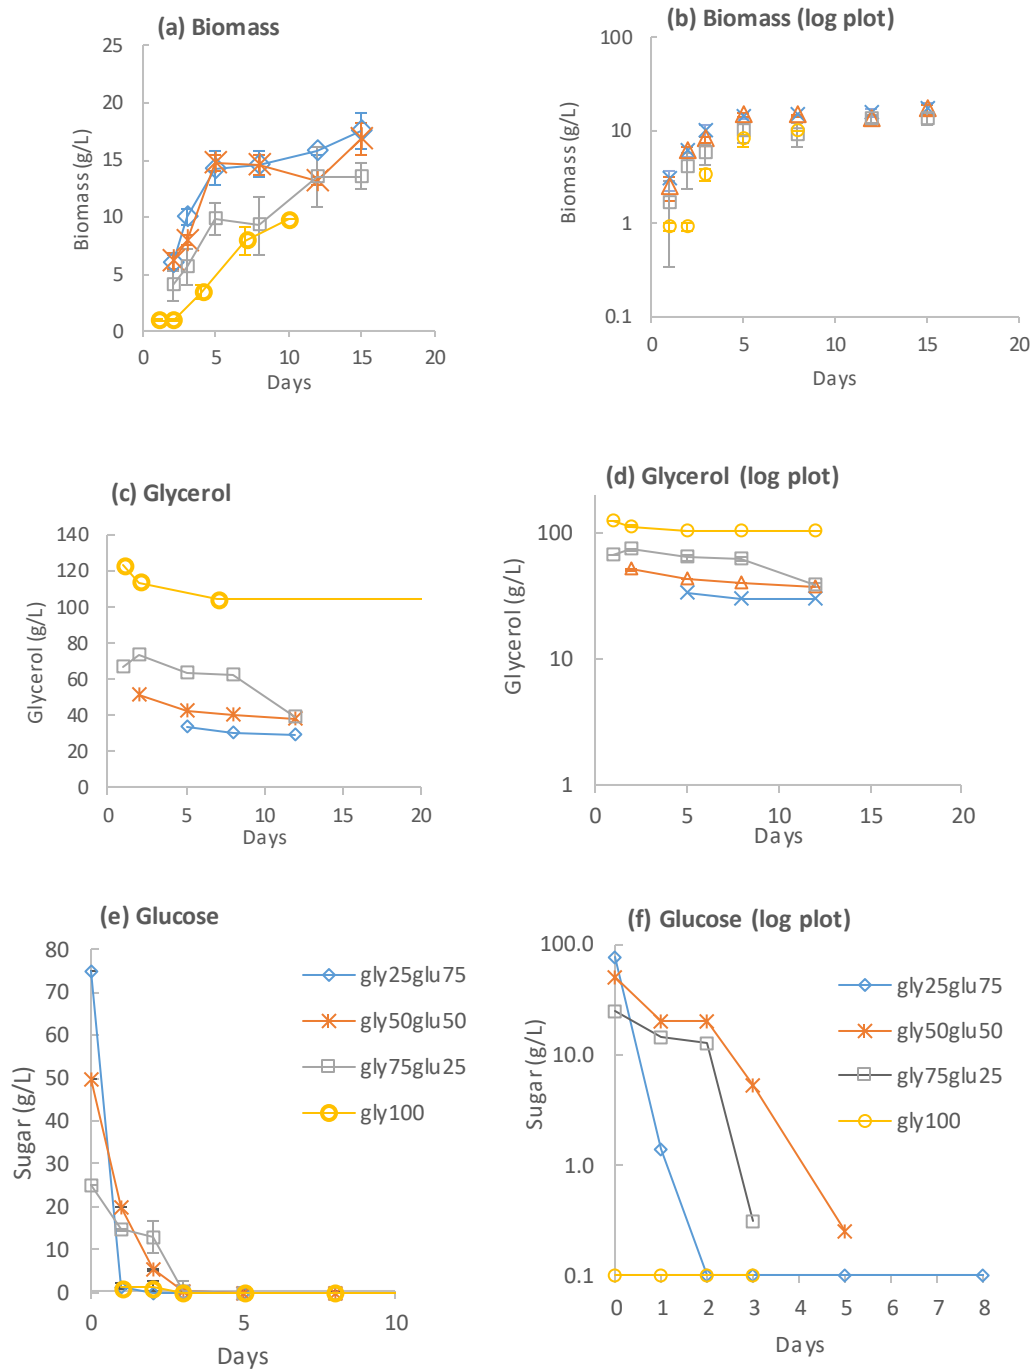 (a) Biomass
25
20
15
10
5
0
0 5 10 15 20
Biomass (g/L)
Days
(b) Biomass (log plot)
100
10
1
0.1
0 5 10 15 20
Biomass (g/L)
Days
(c) Glycerol
140
120
100
80
60
40
20
0
0 5 10 15 20
Glycerol (g/L)
Days
(d) Glycerol (log plot)
100
10
1
0 5 10 15 20
Glycerol (g/L)
Days
(e) Glucose
80
70
60
50
40
30
20
10
0
0 5 10
Sugar (g/L)
Days
gly25glu75
gly50glu50
gly75glu25
gly100
(f) Glucose (log plot)
100.0
10.0
1.0
0.1
0 1 2 3 4 5 6 7 8
Sugar (g/L)
Days
gly25glu75
gly50glu50
gly75glu25
gly100